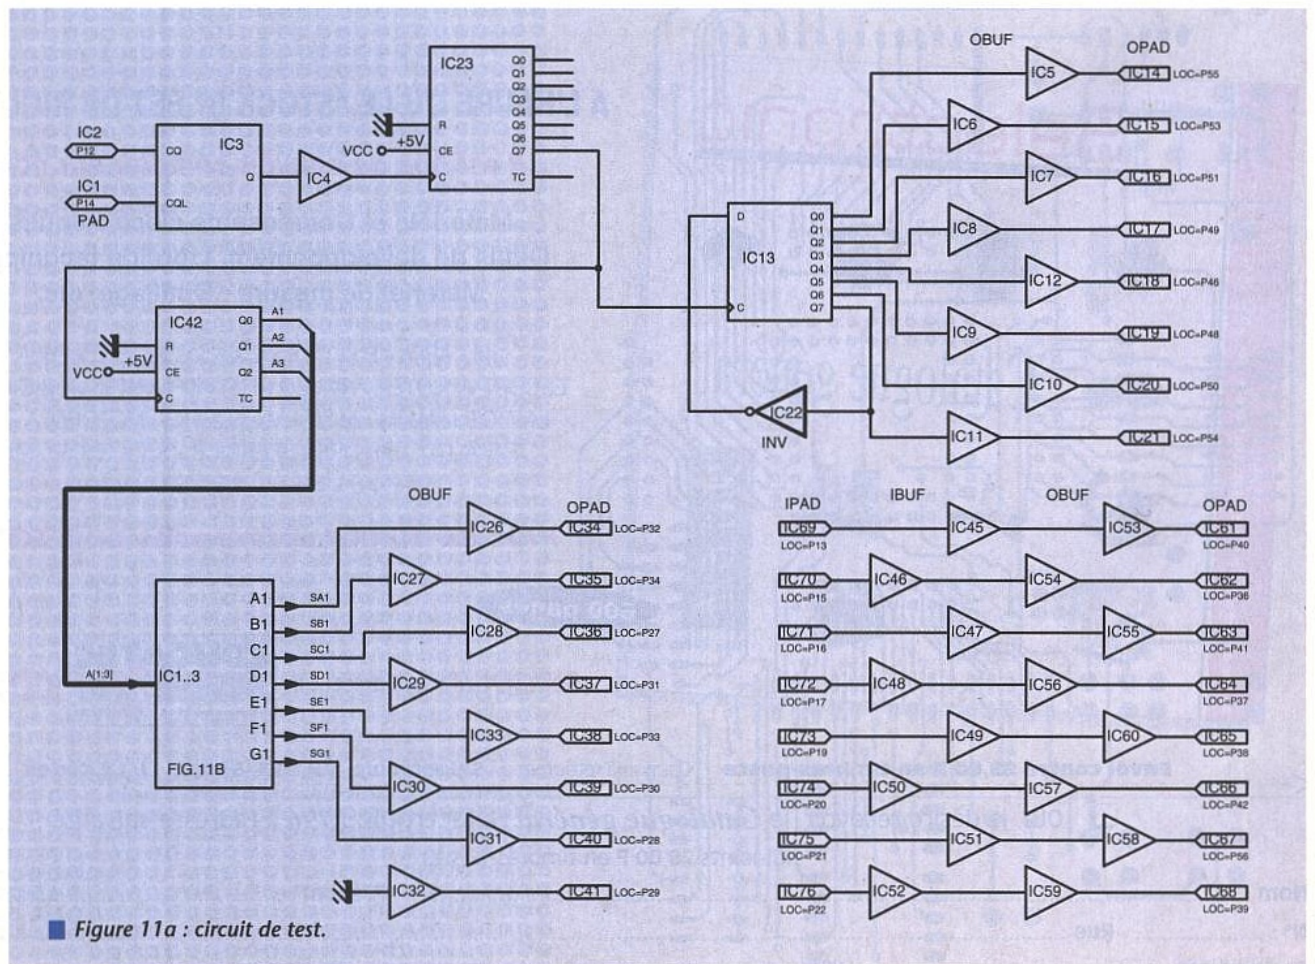 IC23
Q0
Q1
Q2
Q3
Q4
Q5
Q6
Q7
TC
R
CE
C
+5V
VCC
IC2
P12
IC1
P14
PAD
CQ
CQL
IC3
Q
IC4
IC42
Q0 A1
Q1 A2
Q2 A3
TC
R
CE
C
+5V
VCC
IC13
D
C
Q0
Q1
Q2
Q3
Q4
Q5
Q6
Q7
IC22
INV
OBUF
OPAD
IC5 IC14 LOC=P55
IC6 IC15 LOC=P53
IC7 IC16 LOC=P51
IC8 IC17 LOC=P49
IC12 IC18 LOC=P46
IC9 IC19 LOC=P48
IC10 IC20 LOC=P50
IC11 IC21 LOC=P54
A[1:3]
IC1..3
FIG.11B
A1 SA1
B1 SB1
C1 SC1
D1 SD1
E1 SE1
F1 SF1
G1 SG1
OBUF
OPAD
IC26 IC34 LOC=P32
IC27 IC35 LOC=P34
IC28 IC36 LOC=P27
IC29 IC37 LOC=P31
IC33 IC38 LOC=P33
IC30 IC39 LOC=P30
IC31 IC40 LOC=P28
IC32 IC41 LOC=P29
IPAD IBUF OBUF OPAD
IC69 IC45 IC53 IC61
LOC=P13 LOC=P40
IC70 IC46 IC54 IC62
LOC=P15 LOC=P36
IC71 IC47 IC55 IC63
LOC=P16 LOC=P41
IC72 IC48 IC56 IC64
LOC=P17 LOC=P37
IC73 IC49 IC60 IC65
LOC=P19 LOC=P38
IC74 IC50 IC57 IC66
LOC=P20 LOC=P42
IC75 IC51 IC58 IC67
LOC=P21 LOC=P56
IC76 IC52 IC59 IC68
LOC=P22 LOC=P39
Figure 11a : circuit de test.